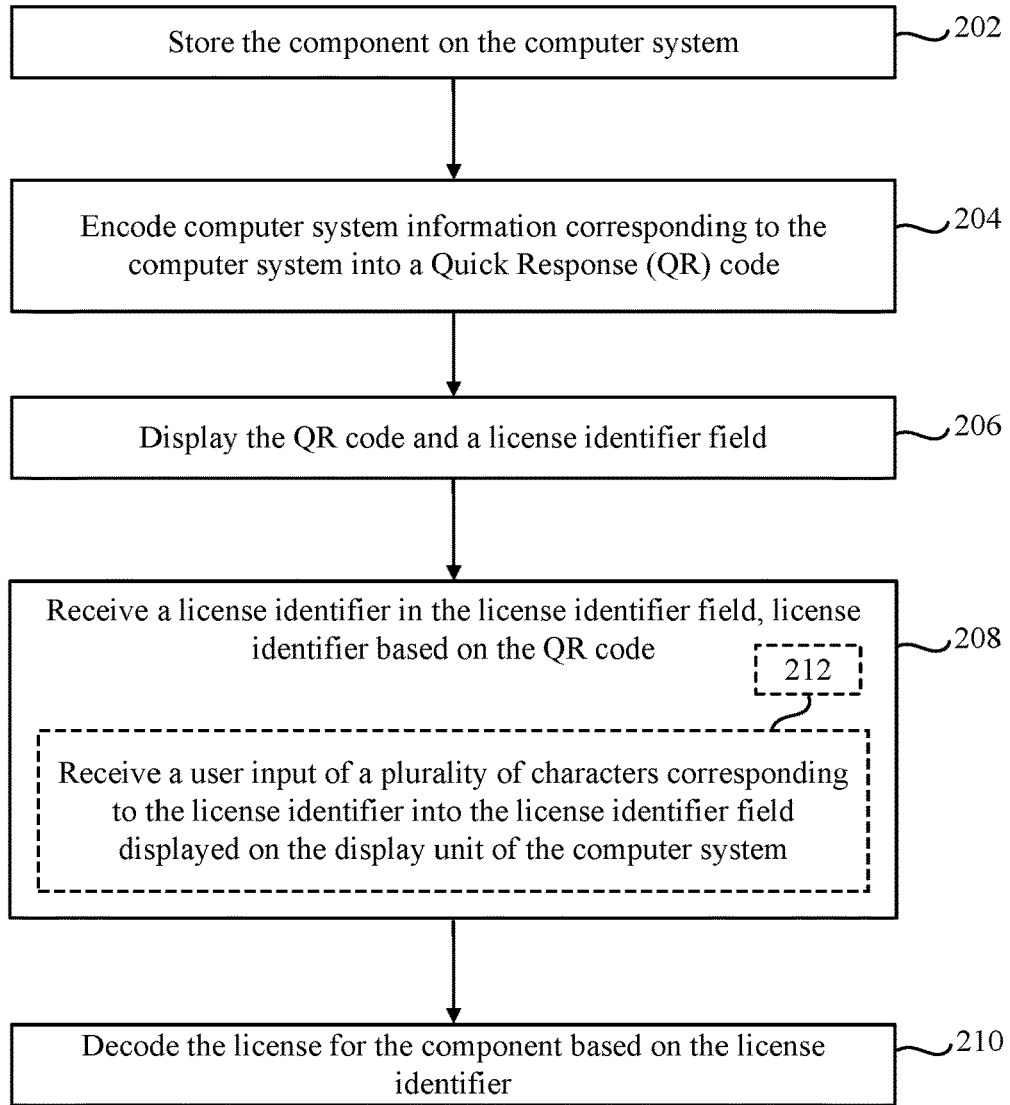 Store the component on the computer system
202
Encode computer system information corresponding to the
computer system into a Quick Response (QR) code
204
Display the QR code and a license identifier field
206
Receive a license identifier in the license identifier field, license
identifier based on the QR code
208
212
Receive a user input of a plurality of characters corresponding
to the license identifier into the license identifier field
displayed on the display unit of the computer system
Decode the license for the component based on the license
identifier
210